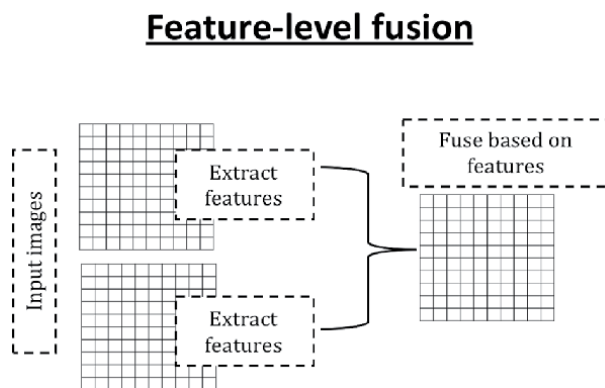 Feature-level fusion
Input images
Extract
features
Extract
features
Fuse based on
features